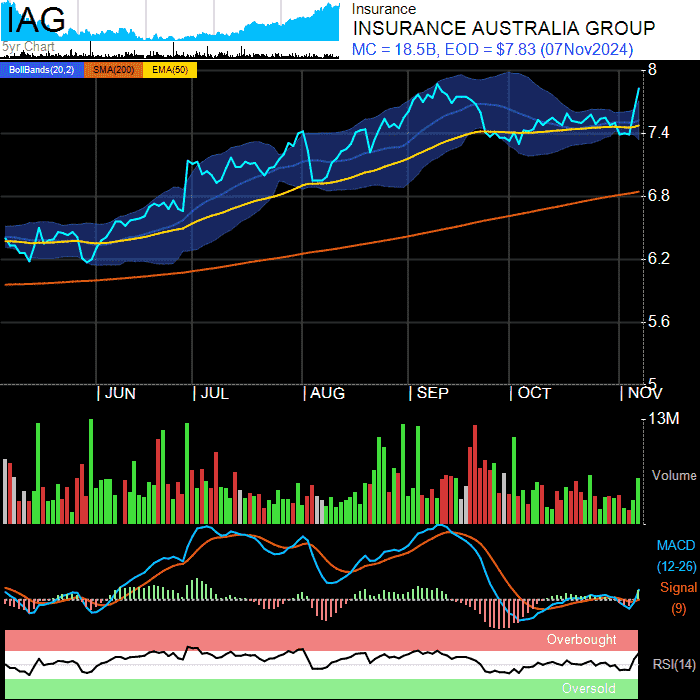 IAG
5yr.Chart
Insurance
INSURANCE AUSTRALIA GROUP
MC = 18.5B, EOD = $7.83 (07Nov2024)
BollBands(20,2) SMA(200) EMA(50)
8
7.4
6.8
6.2
5.6
5
JUN JUL AUG SEP OCT NOV
13M
Volume
MACD
(12-26)
Signal
(9)
Overbought
RSI(14)
Oversold